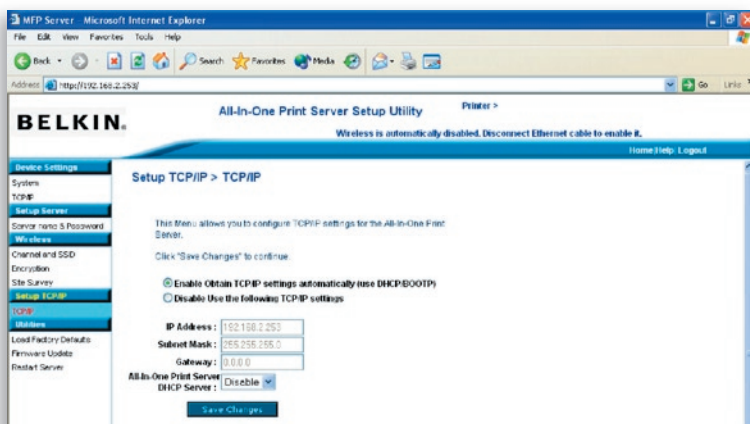 MFP Server - Microsoft Internet Explorer
File Edit View Favorites Tools Help
Back Search Favorites Media
Address http://192.168.2.253/ Go Links
BELKIN.
All-In-One Print Server Setup Utility
Printer >
Wireless is automatically disabled. Disconnect Ethernet cable to enable it.
Home|Help Logout
Device Settings
System
TCP/IP
Setup Server
Server name & Password
Wireless
Channel and SSID
Encryption
Site Survey
Setup TCP/IP
TCP/IP
Utilities
Load Factory Defaults
Firmware Update
Restart Server
Setup TCP/IP > TCP/IP
This Menu allows you to configure TCP/IP settings for the All-In-One Print
Server.
Click "Save Changes" to continue.
Enable Obtain TCP/IP settings automatically (use DHCP/BOOTP)
Disable Use the following TCP/IP settings
IP Address : 192.168.2.253
Subnet Mask : 255.255.255.0
Gateway : 0.0.0.0
All-In-One Print Server
DHCP Server : Disable
Save Changes